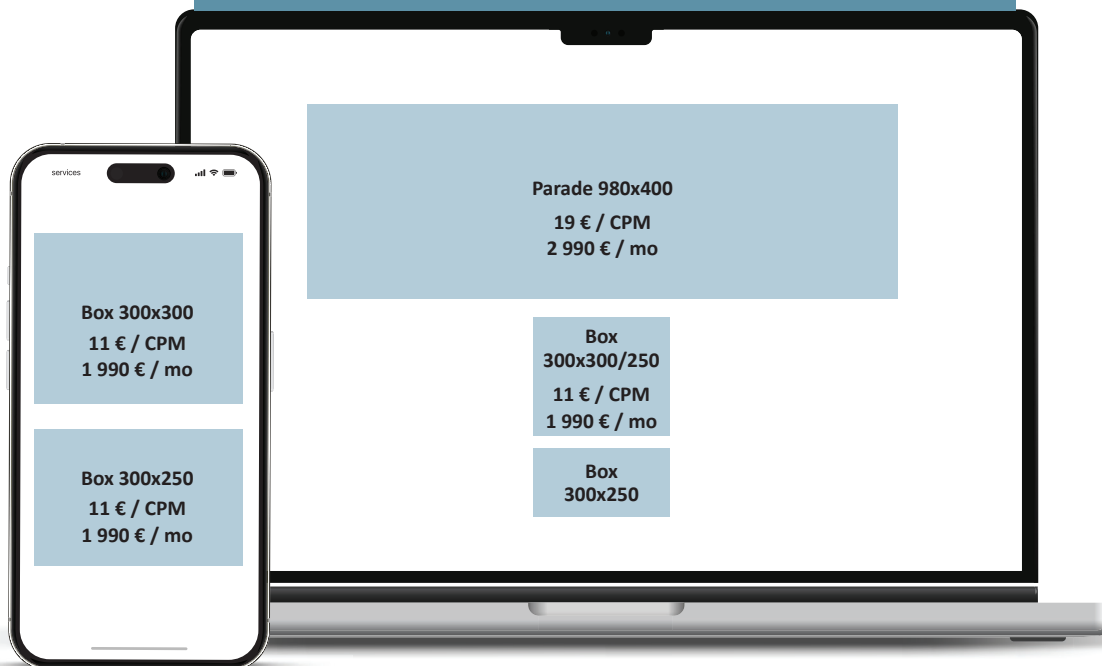 services
Box 300x300
11 € / CPM
1 990 € / mo
Box 300x250
11 € / CPM
1 990 € / mo
Parade 980x400
19 € / CPM
2 990 € / mo
Box
300x300/250
11 € / CPM
1 990 € / mo
Box
300x250